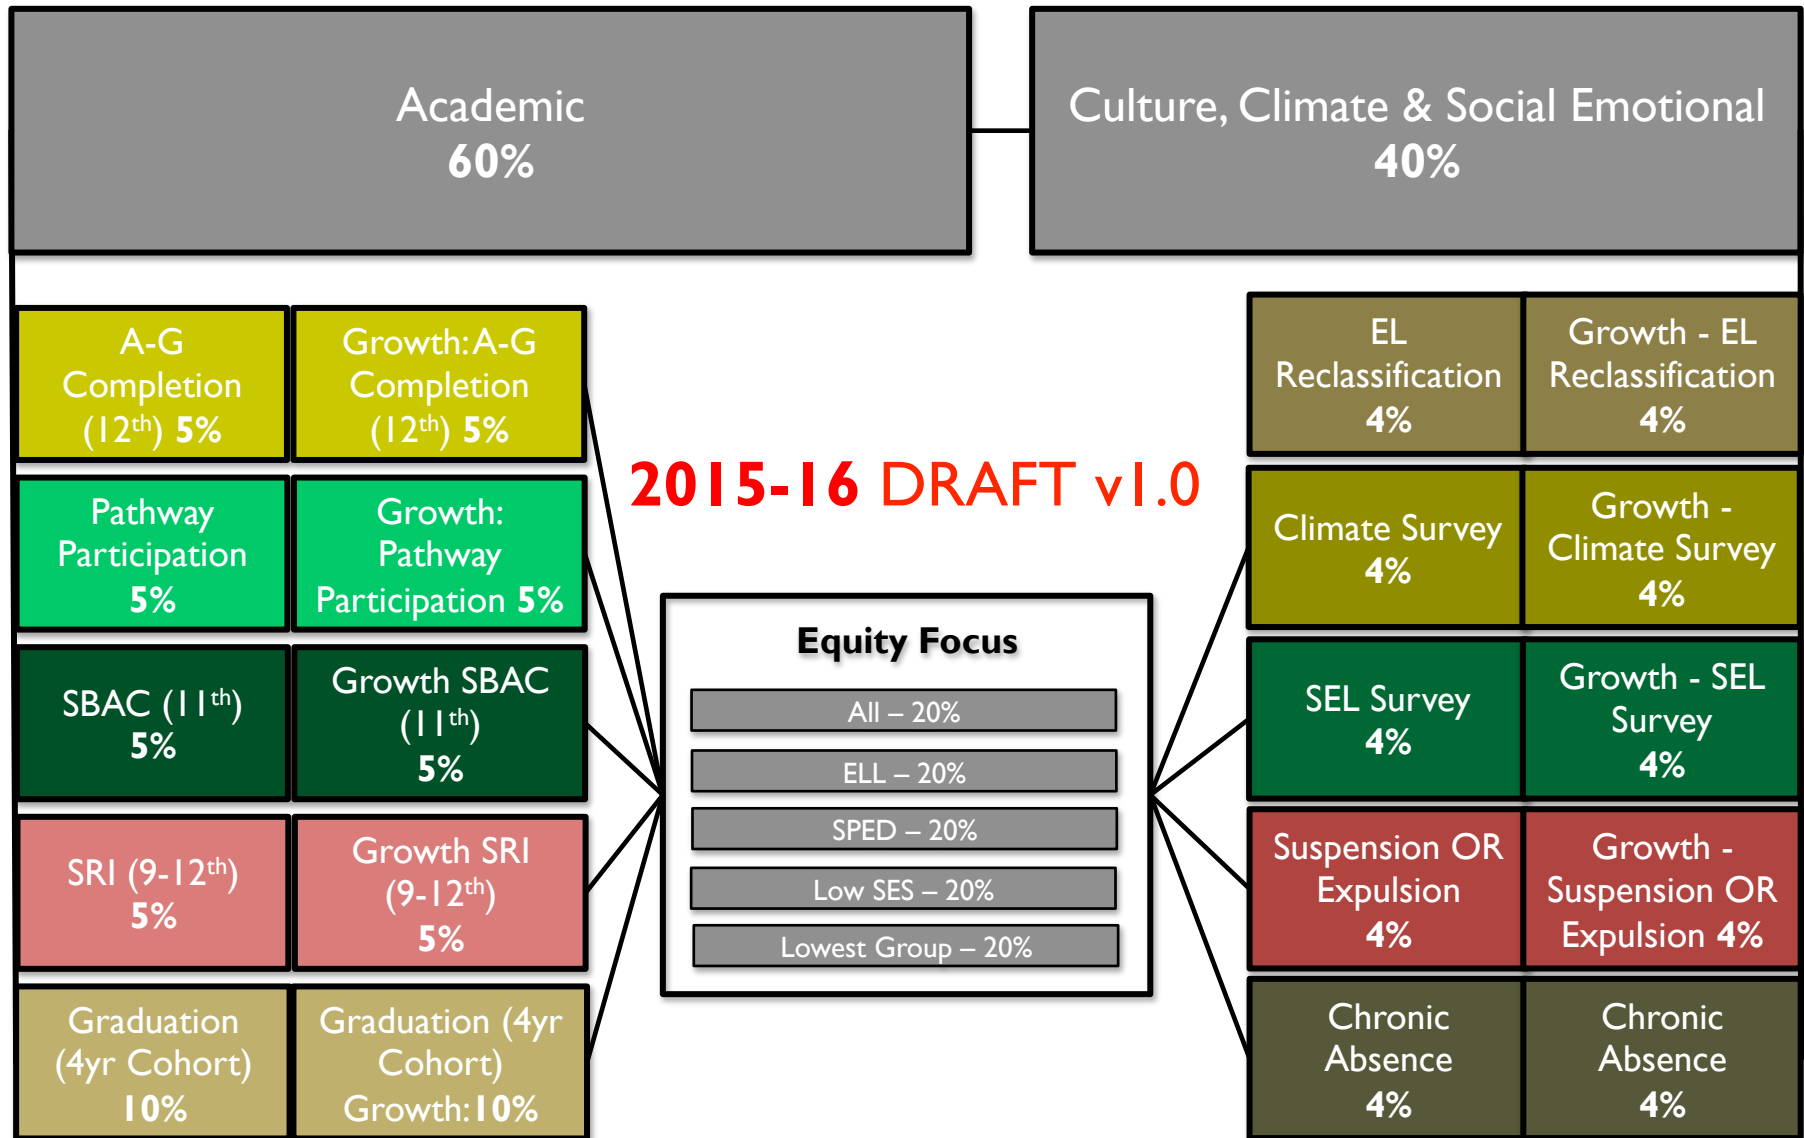 Academic
60%
Culture, Climate & Social Emotional
40%
A-G
Completion
(12th) 5%
Growth: A-G
Completion
(12th) 5%
Pathway
Participation
5%
Growth:
Pathway
Participation 5%
SBAC (11th)
5%
Growth SBAC
(11th)
5%
SRI (9-12th)
5%
Growth SRI
(9-12th)
5%
Graduation
(4yr Cohort)
10%
Graduation (4yr
Cohort)
Growth: 10%
2015-16 DRAFT v1.0
Equity Focus
All – 20%
ELL – 20%
SPED – 20%
Low SES – 20%
Lowest Group – 20%
EL
Reclassification
4%
Growth - EL
Reclassification
4%
Climate Survey
4%
Growth -
Climate Survey
4%
SEL Survey
4%
Growth - SEL
Survey
4%
Suspension OR
Expulsion
4%
Growth -
Suspension OR
Expulsion 4%
Chronic
Absence
4%
Chronic
Absence
4%